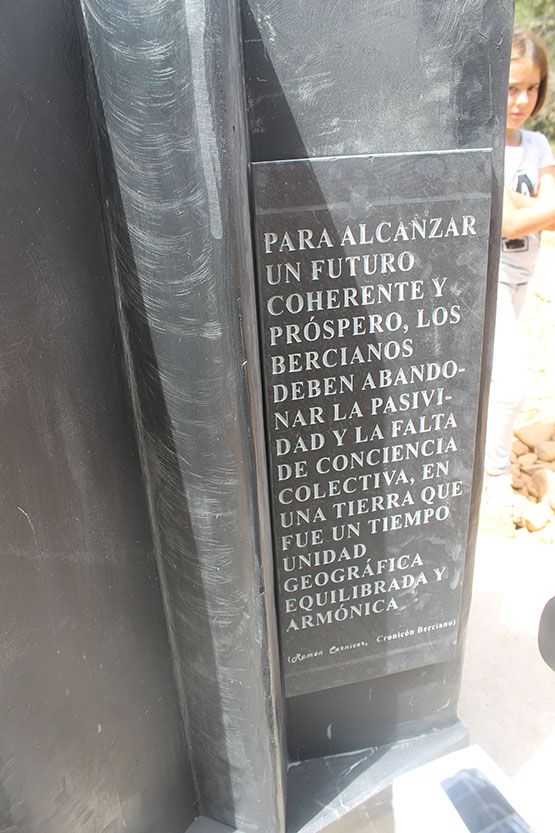 PARA ALCANZAR
UN FUTURO
COHERENTE Y
PRÓSPERO, LOS
BERCIANOS
DEBEN ABANDO-
NAR LA PASIVI-
DAD Y LA FALTA
DE CONCIENCIA
COLECTIVA, EN
UNA TIERRA QUE
FUE UN TIEMPO
UNIDAD
GEOGRÁFICA
EQUILIBRADA Y
ARMÓNICA
(Ramón Carnicer, Cronicón Berciano)